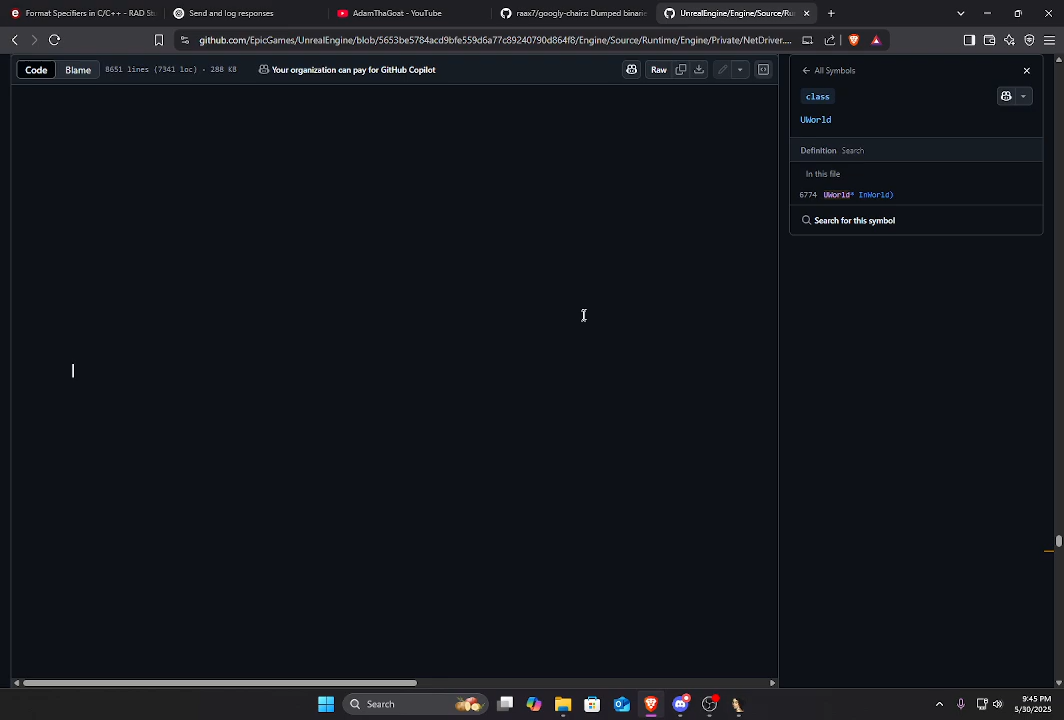 Format Specifiers in C/C++ - RAD St
Send and log responses
AdamThaGoat - YouTube
raax7/googly-chairs: Dumped binarie
UnrealEngine/Engine/Source/Ru
github.com/EpicGames/UnrealEngine/blob/5653be5784acd9bfe559d6a77c89240790d864f8/Engine/Source/Runtime/Engine/Private/NetDriver....
Code
Blame
8651 lines (7341 loc) · 288 KB
Your organization can pay for GitHub Copilot
Raw
All Symbols
class
UWorld
Definition Search
In this file
6774 UWorld* InWorld)
Search for this symbol
Search
9:45 PM
5/30/2025